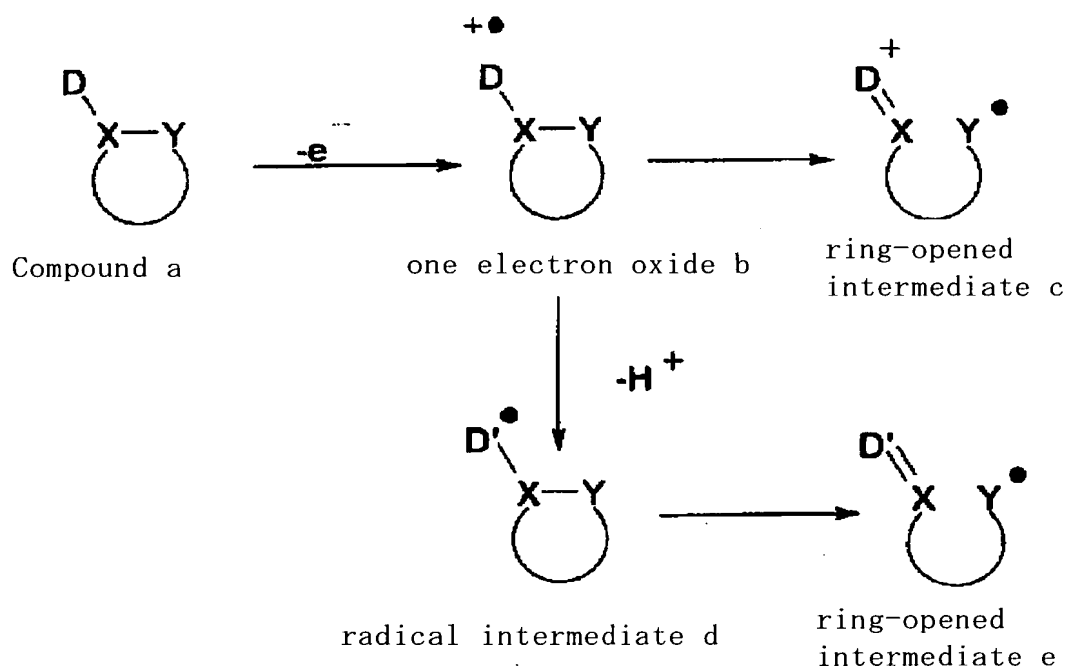 +●
D
X—Y
-e⁻
D
X—Y
D⁺
X Y●
Compound a
one electron oxide b
ring-opened
intermediate c
-H⁺
D'●
X—Y
D'
X Y●
radical intermediate d
ring-opened
intermediate e